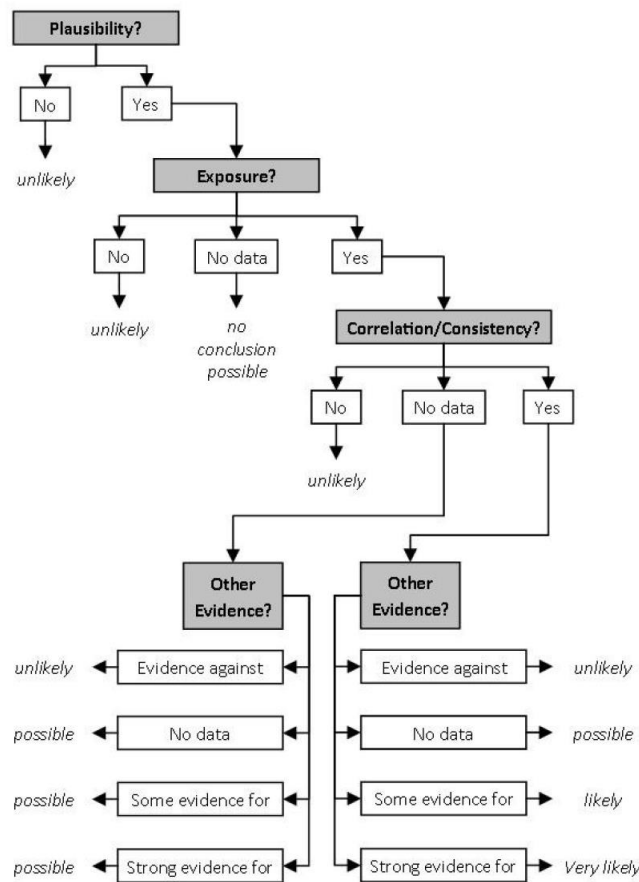 Plausibility?
No
Yes
unlikely
Exposure?
No
No data
Yes
unlikely
no
conclusion
possible
Correlation/Consistency?
No
No data
Yes
unlikely
Other
Evidence?
Other
Evidence?
unlikely
Evidence against
Evidence against
unlikely
possible
No data
No data
possible
possible
Some evidence for
Some evidence for
likely
possible
Strong evidence for
Strong evidence for
Very likely